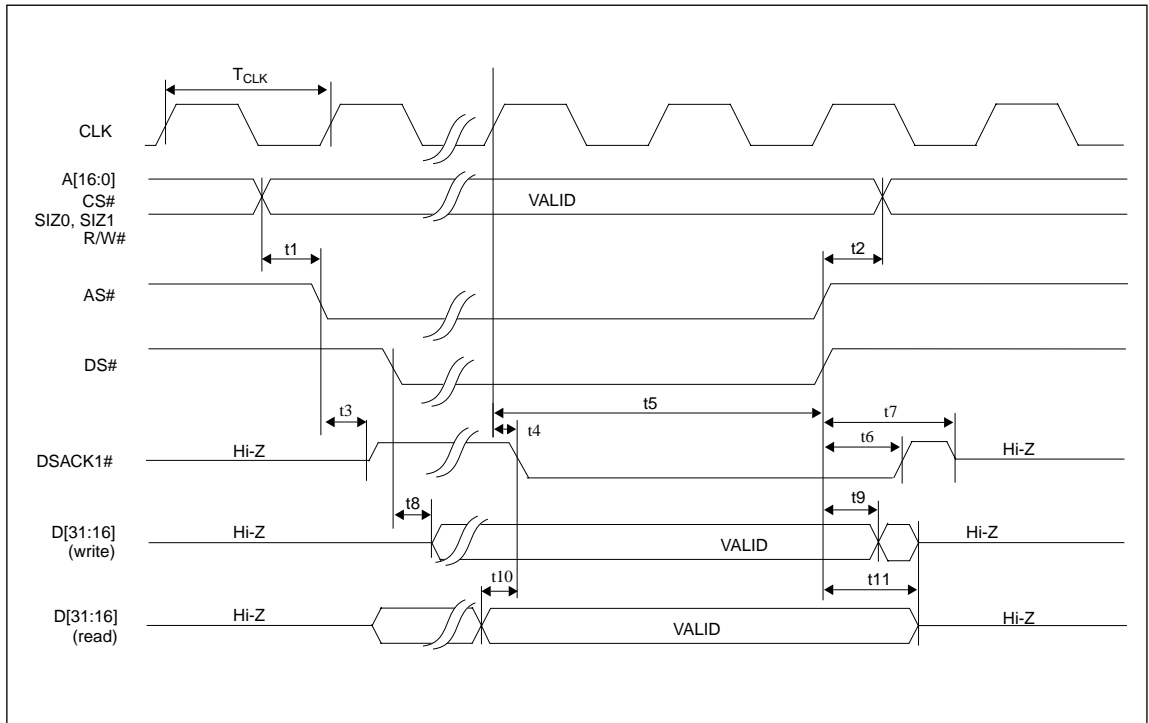 TCLK
CLK
A[16:0]
CS#
SIZ0, SIZ1
R/W#
VALID
t1
t2
AS#
DS#
t5
t3
t4
t7
t6
DSACK1#
Hi-Z
Hi-Z
t8
t9
D[31:16]
(write)
Hi-Z
VALID
Hi-Z
t10
t11
D[31:16]
(read)
Hi-Z
VALID
Hi-Z